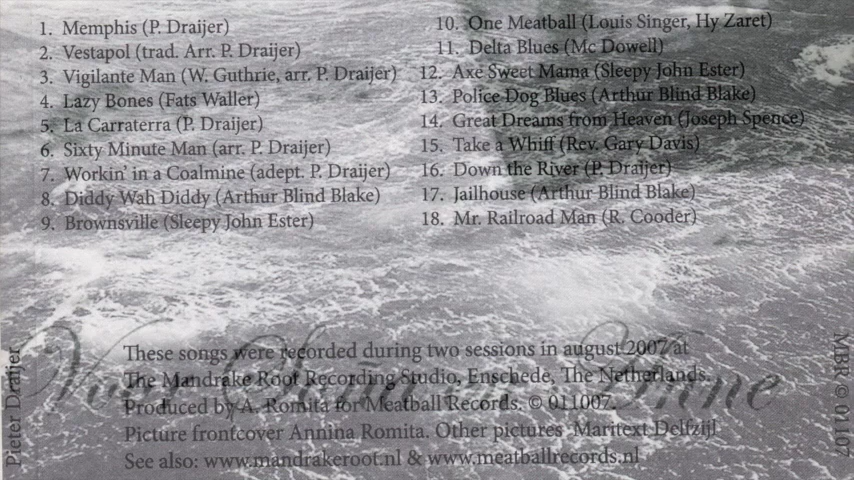 1. Memphis (P. Draijer)
2. Vestapol (trad. Arr. P. Draijer)
3. Vigilante Man (W. Guthrie, arr. P. Draijer)
4. Lazy Bones (Fats Waller)
5. La Carraterra (P. Draijer)
6. Sixty Minute Man (arr. P. Draijer)
7. Workin' in a Coalmine (adept. P. Draijer)
8. Diddy Wah Diddy (Arthur Blind Blake)
9. Brownsville (Sleepy John Ester)
10. One Meatball (Louis Singer, Hy Zaret)
11. Delta Blues (Mc Dowell)
12. Axe Sweet Mama (Sleepy John Ester)
13. Police Dog Blues (Arthur Blind Blake)
14. Great Dreams from Heaven (Joseph Spence)
15. Take a Whiff (Rev. Gary Davis)
16. Down the River (P. Draijer)
17. Jailhouse (Arthur Blind Blake)
18. Mr. Railroad Man (R. Cooder)
These songs were recorded during two sessions in august 2007 at
The Mandrake Root Recording Studio, Enschede, The Netherlands.
Produced by A. Romita for Meatball Records. © 011007.
Picture frontcover Annina Romita. Other pictures Maritext Delfzijl
See also: www.mandrakeroot.nl & www.meatballrecords.nl
Pieter Draijer
MBR © 01107